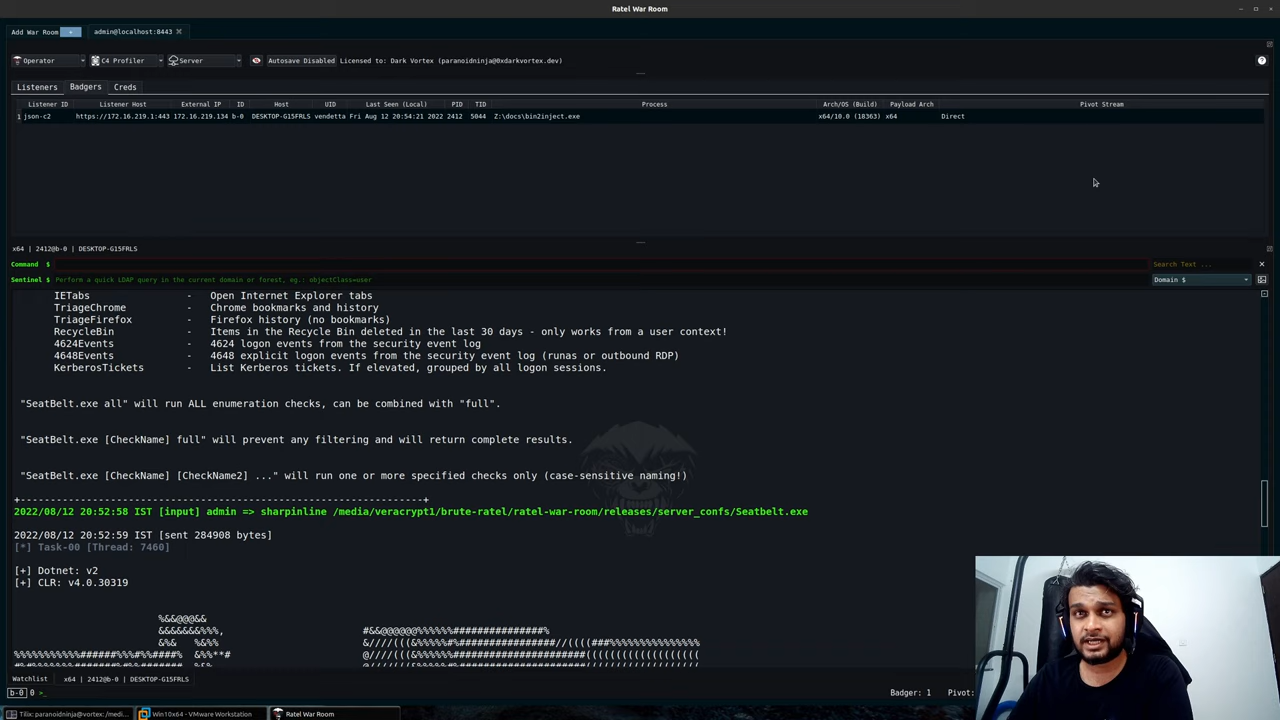 Ratel War Room
Add War Room + admin@localhost:8443
Operator C4 Profiler Server Autosave Disabled Licensed to: Dark Vortex (paranoidninja@0xdarkvortex.dev)
Listeners Badgers Creds
Listener ID Listener Host External IP ID Host UID Last Seen (Local) PID TID Process Arch/OS (Build) Payload Arch Pivot Stream
1 json-c2 https://172.16.219.1:443 172.16.219.134 b-0 DESKTOP-G15FRLS vendetta Fri Aug 12 20:54:21 2022 2412 5044 Z:\docs\bin2inject.exe x64/10.0 (18363) x64 Direct
x64 | 2412@b-0 | DESKTOP-G15FRLS
Command $ Search Text ...
Sentinel $ Perform a quick LDAP query in the current domain or forest, eg.: objectClass=user Domain $
IETabs - Open Internet Explorer tabs
TriageChrome - Chrome bookmarks and history
TriageFirefox - Firefox history (no bookmarks)
RecycleBin - Items in the Recycle Bin deleted in the last 30 days - only works from a user context!
4624Events - 4624 logon events from the security event log
4648Events - 4648 explicit logon events from the security event log (runas or outbound RDP)
KerberosTickets - List Kerberos tickets. If elevated, grouped by all logon sessions.
"SeatBelt.exe all" will run ALL enumeration checks, can be combined with "full".
"SeatBelt.exe [CheckName] full" will prevent any filtering and will return complete results.
"SeatBelt.exe [CheckName] [CheckName2] ..." will run one or more specified checks only (case-sensitive naming!)
+---------------------------------------------------------------------+
2022/08/12 20:52:58 IST [input] admin => sharpinline /media/veracrypt1/brute-ratel/ratel-war-room/releases/server_confs/Seatbelt.exe
2022/08/12 20:52:59 IST [sent 284908 bytes]
[*] Task-00 [Thread: 7460]
[+] Dotnet: v2
[+] CLR: v4.0.30319
%&&@@@&&
&&&&&&&%%%, #&&@@@@@@%%%%%%###############%
&%& %&%% &////(((&%%%%%#%################//((((###%%%%%%%%%%%%%%%
%%%%%%%%%%%######%%%#%%####% &%%**# &////(((&%%%%%%######################(((((((((((((((((((
Watchlist x64 | 2412@b-0 | DESKTOP-G15FRLS
b-0 0 >_ Badger: 1 Pivot:
Tilix: paranoidninja@vortex:/medi... Win10x64 - VMware Workstation Ratel War Room